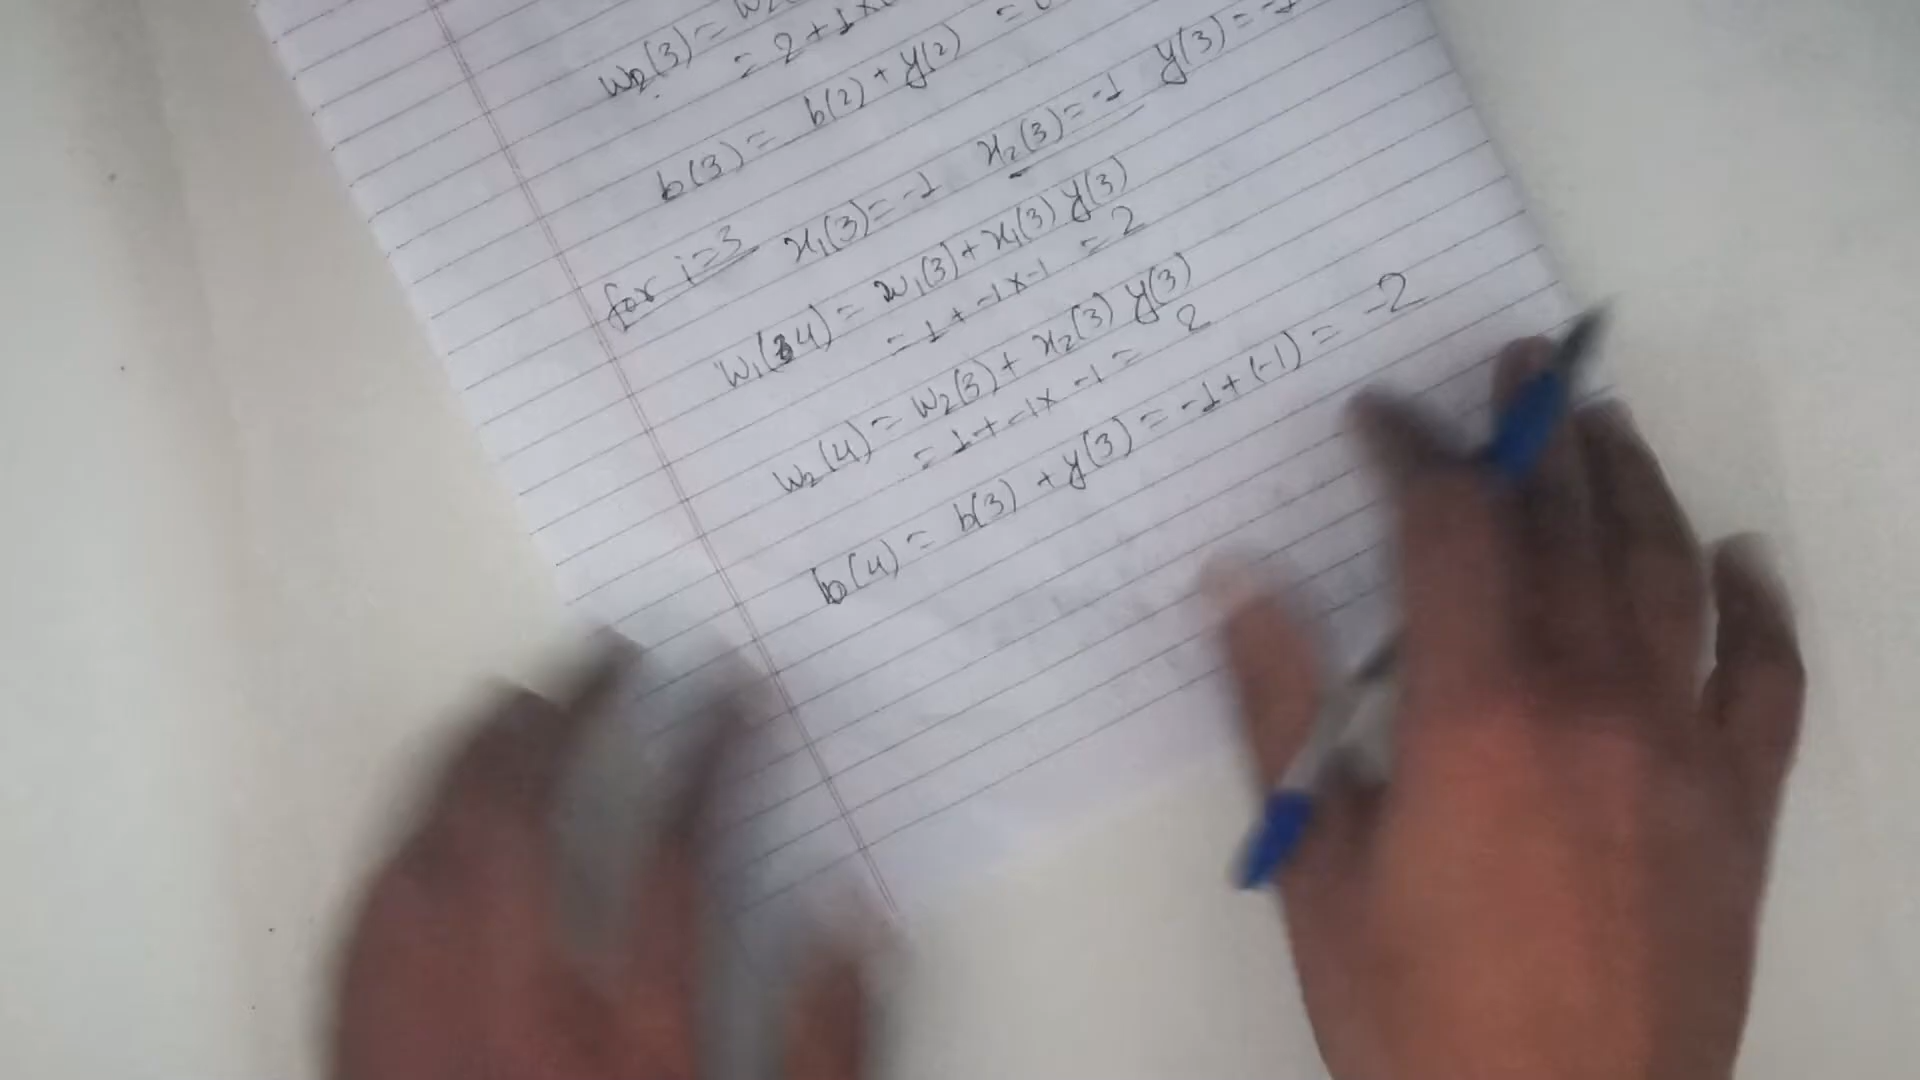 w2(3) = w2
= 2 + 1x
b(3) = b(2) + y(2) =
for i=3 x1(3) = -1 x2(3) = -1 y(3) = -1
w1(4) = w1(3) + x1(3) y(3)
= 1 + -1 x -1 = 2
w2(4) = w2(3) + x2(3) y(3)
= 1 + -1 x -1 = 2
b(4) = b(3) + y(3) = -1 + (-1) = -2